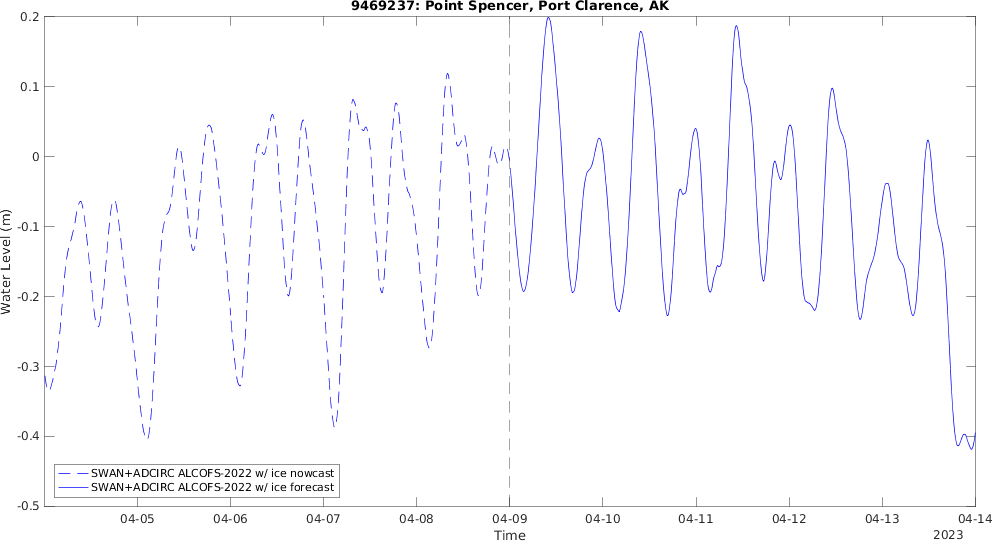 9469237: Point Spencer, Port Clarence, AK
0.2
0.1
0
-0.1
-0.2
-0.3
-0.4
-0.5
Water Level (m)
SWAN+ADCIRC ALCOFS-2022 w/ ice nowcast
SWAN+ADCIRC ALCOFS-2022 w/ ice forecast
04-05 04-06 04-07 04-08 04-09 04-10 04-11 04-12 04-13 04-14
Time
2023